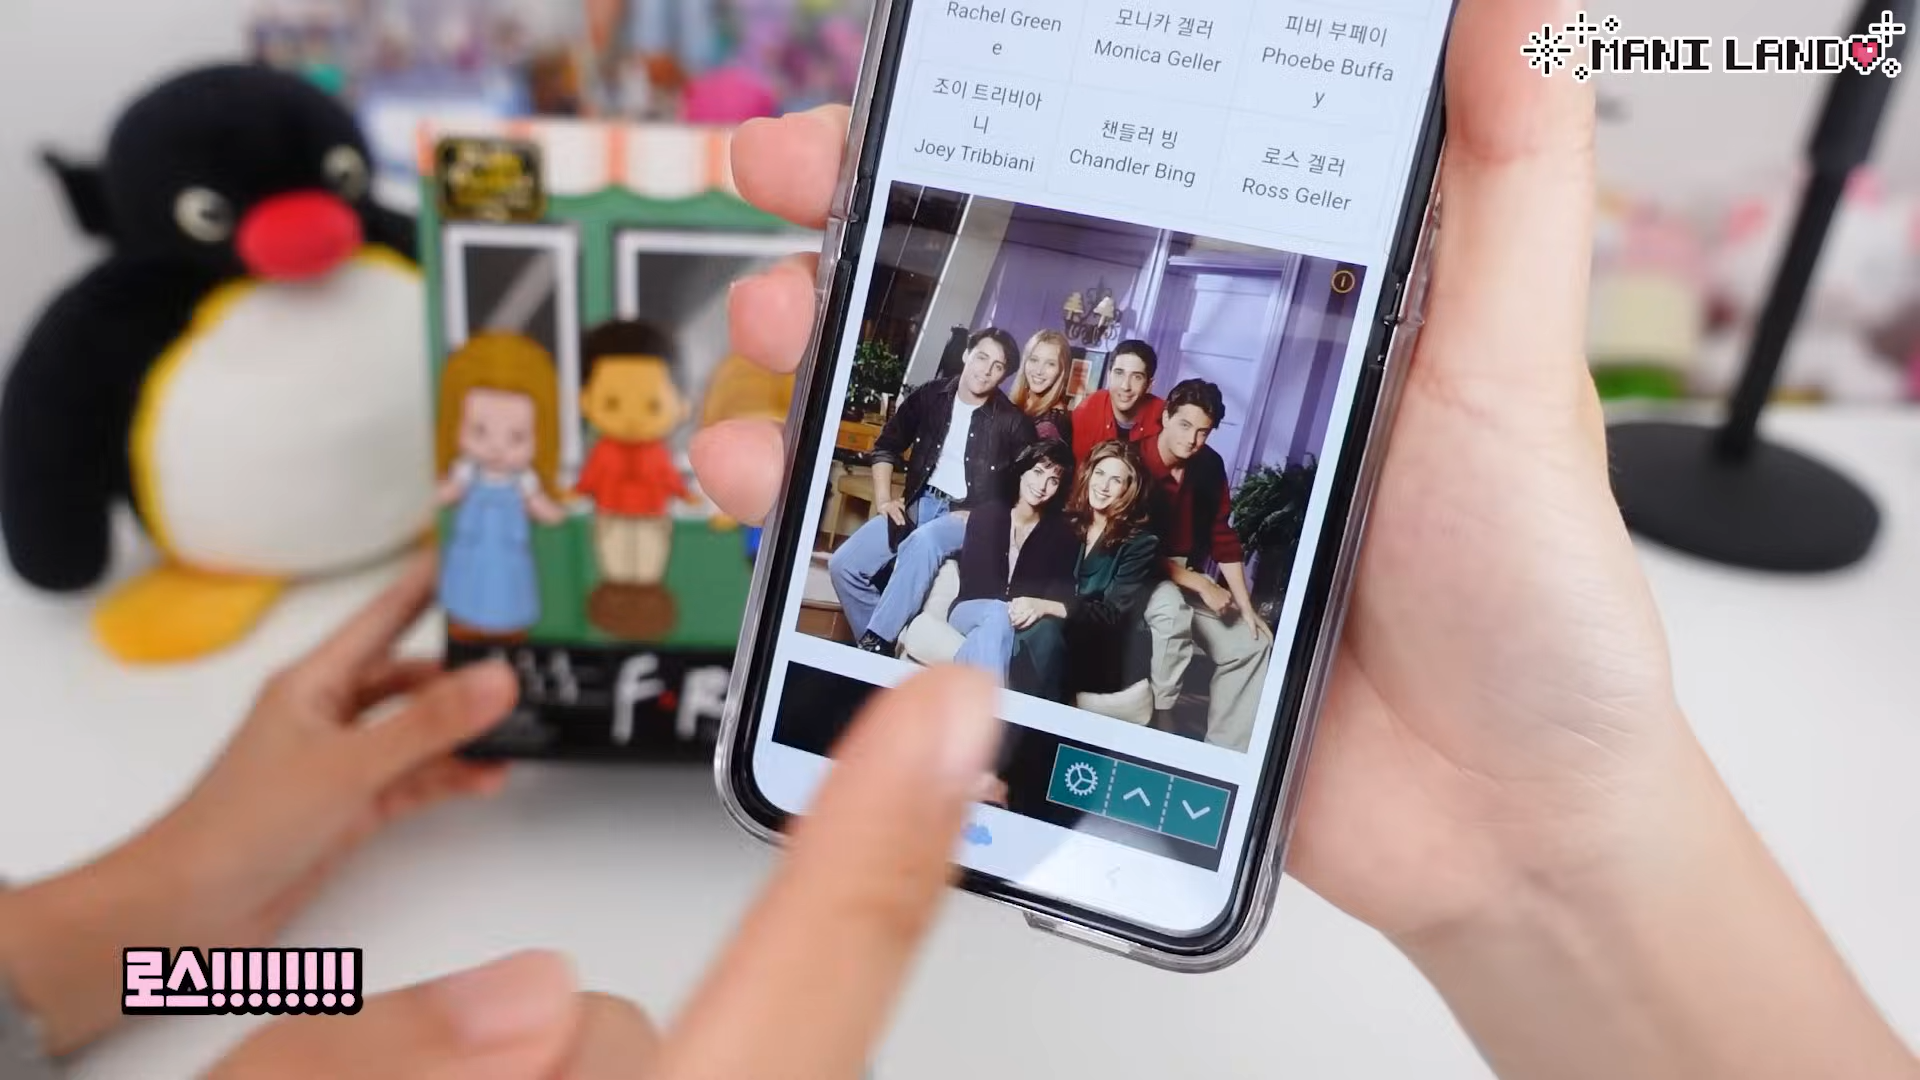 MANI LAND
Rachel Green
e
모니카 겔러
Monica Geller
피비 부페이
Phoebe Buffa
y
조이 트리비아
니
Joey Tribbiani
챈들러 빙
Chandler Bing
로스 겔러
Ross Geller
F·R
로스!!!!!!!!